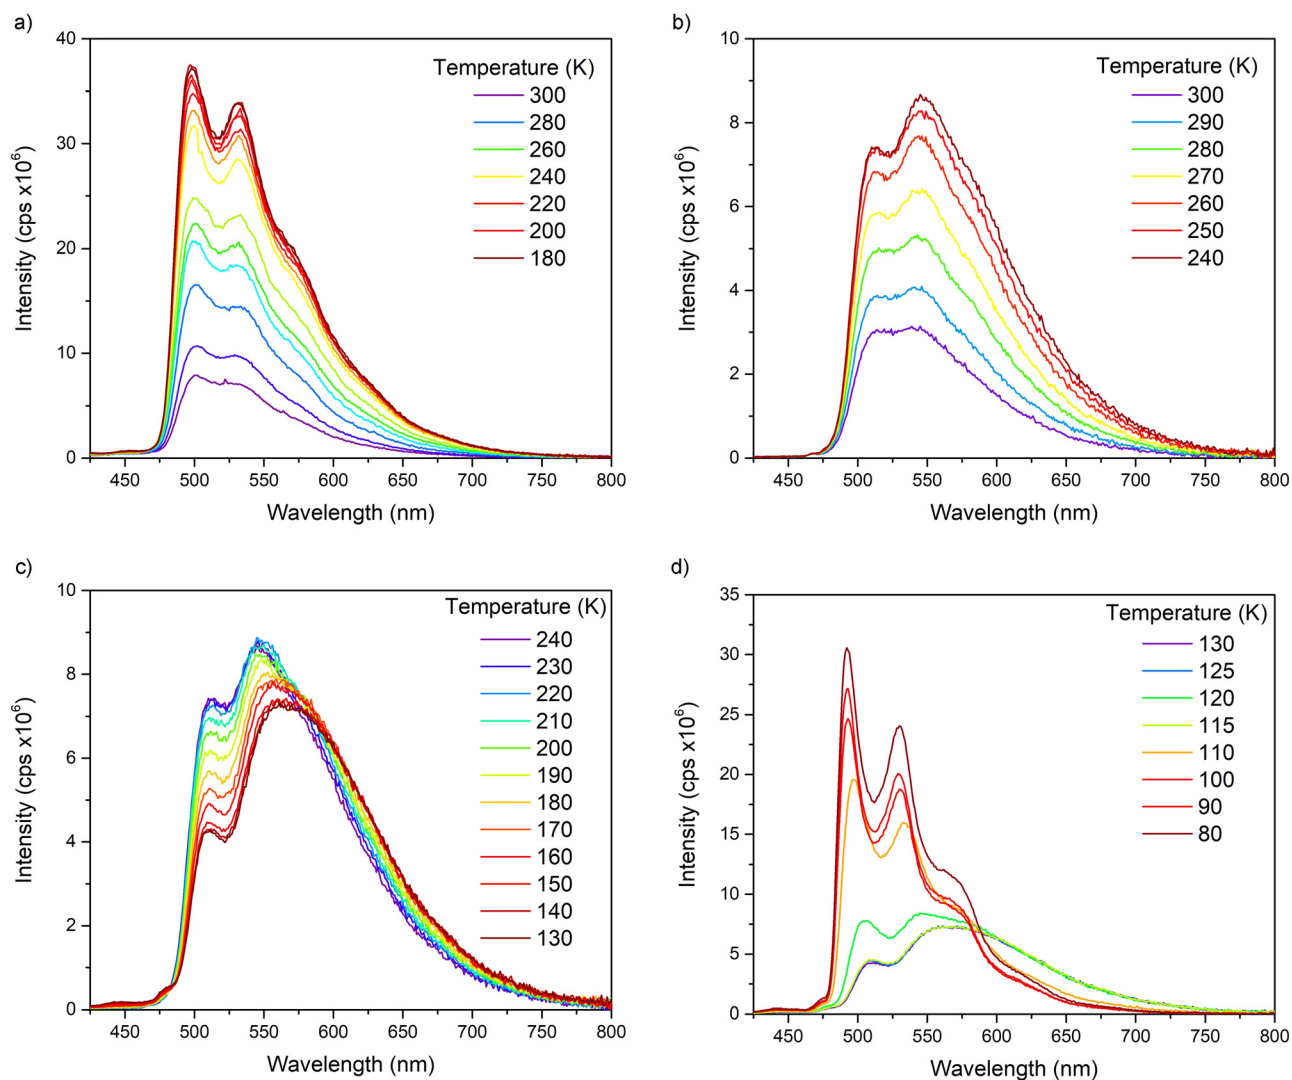 a)
Intensity (cps x10⁶)
40
30
20
10
0
450 500 550 600 650 700 750 800
Wavelength (nm)
Temperature (K)
300
280
260
240
220
200
180
b)
Intensity (cps x10⁶)
10
8
6
4
2
0
450 500 550 600 650 700 750 800
Wavelength (nm)
Temperature (K)
300
290
280
270
260
250
240
c)
Intensity (cps x10⁶)
10
8
6
4
2
0
450 500 550 600 650 700 750 800
Wavelength (nm)
Temperature (K)
240
230
220
210
200
190
180
170
160
150
140
130
d)
Intensity (cps x10⁶)
35
30
25
20
15
10
5
0
450 500 550 600 650 700 750 800
Wavelength (nm)
Temperature (K)
130
125
120
115
110
100
90
80